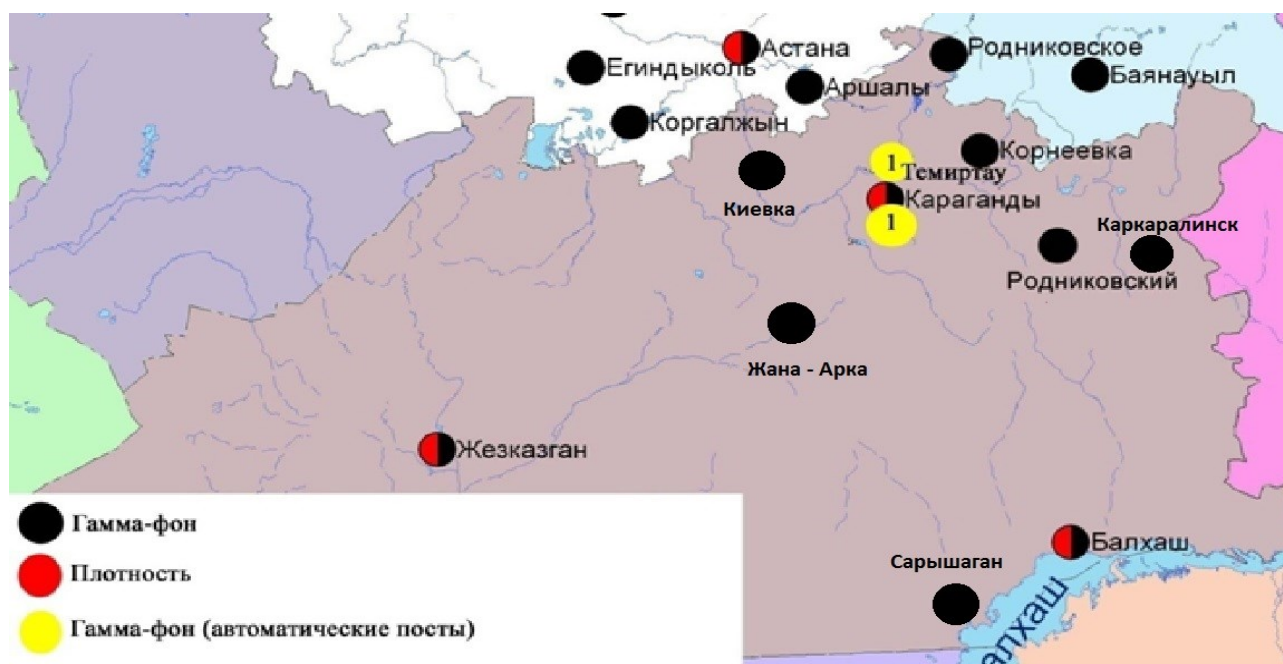 Астана
Родниковское
Егиндыколь
Баянауыл
Аршалы
Коргалжын
Корнеевка
1
Темиртау
Киевка
Караганды
1
Каркаралинск
Родниковский
Жана - Арка
Жезказган
Гамма-фон
Плотность
Гамма-фон (автоматические посты)
Балхаш
Сарышаган
алхаш